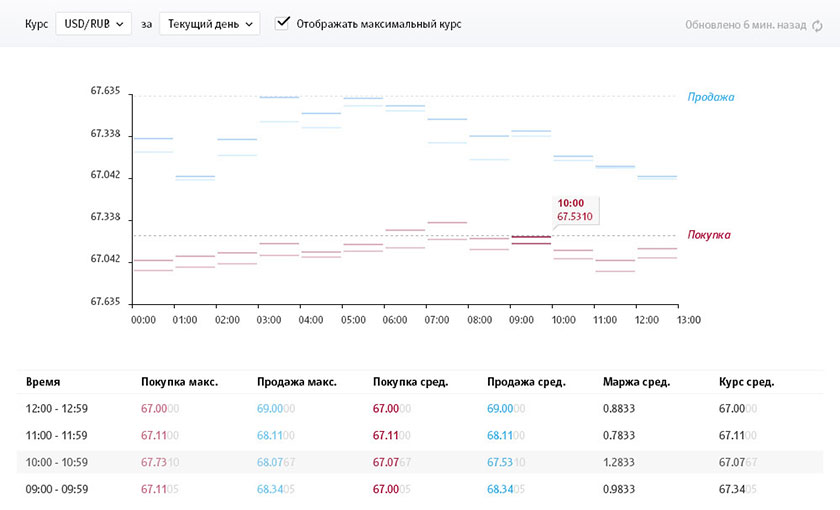 Курс USD/RUB за Текущий день Отображать максимальный курс Обновлено 6 мин. назад
67.635
Продажа
67.338
67.042
67.338
10:00
67.5310
Покупка
67.042
67.635
00:00 01:00 02:00 03:00 04:00 05:00 06:00 07:00 08:00 09:00 10:00 11:00 12:00 13:00
Время Покупка макс. Продажа макс. Покупка сред. Продажа сред. Маржа сред. Курс сред.
12:00 - 12:59 67.0000 69.0000 67.0000 69.0000 0.8833 67.0000
11:00 - 11:59 67.1100 68.1100 67.1100 68.1100 0.7833 67.1100
10:00 - 10:59 67.7310 68.0767 67.0767 67.5310 1.2833 67.0767
09:00 - 09:59 67.1105 68.3405 67.0005 68.3405 0.9833 67.3405